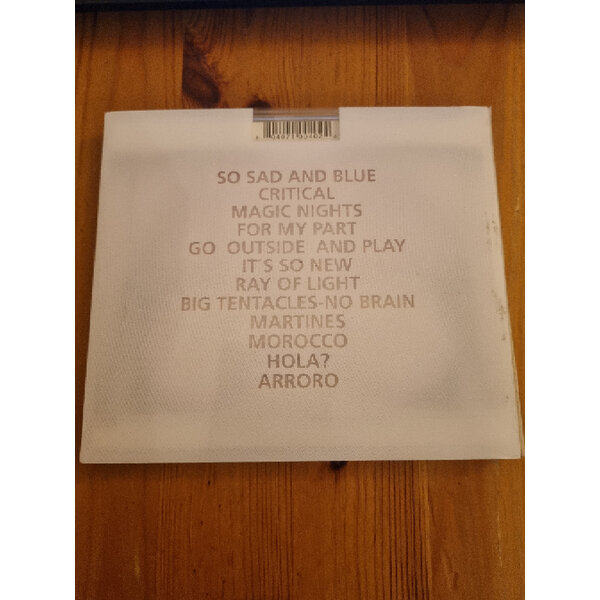 SO SAD AND BLUE
CRITICAL
MAGIC NIGHTS
FOR MY PART
GO OUTSIDE AND PLAY
IT'S SO NEW
RAY OF LIGHT
BIG TENTACLES-NO BRAIN
MARTINES
MOROCCO
HOLA?
ARRORO